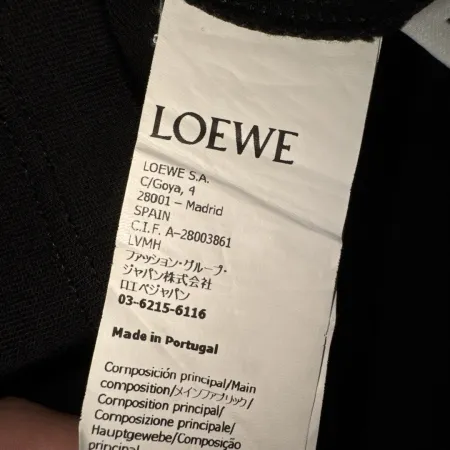 LOEWE
LOEWE S.A.
C/Goya, 4
28001 – Madrid
SPAIN
C.I.F. A-28003861
LVMH
ファッション・グループ・
ジャパン株式会社
ロエベジャパン
03-6215-6116
Made in Portugal
Composición principal/Main
composition/メインファブリック/
Composition principal/
Composizione principale/
Hauptgewebe/Composição
principal